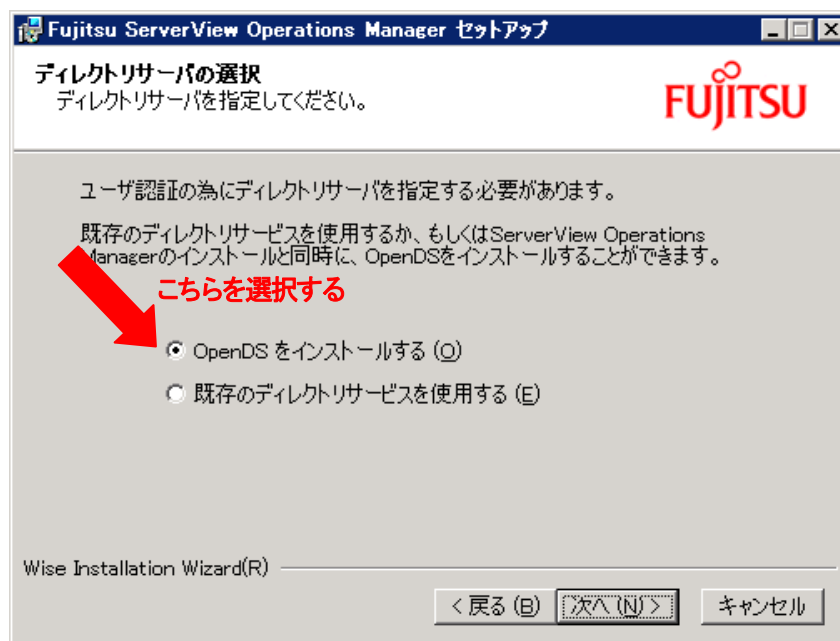 Fujitsu ServerView Operations Manager セットアップ
ディレクトリサーバの選択
ディレクトリサーバを指定してください。
FUJITSU
ユーザ認証の為にディレクトリサーバを指定する必要があります。
既存のディレクトリサービスを使用するか、もしくはServerView Operations
Managerのインストールと同時に、OpenDSをインストールすることができます。
こちらを選択する
OpenDS をインストールする (O)
既存のディレクトリサービスを使用する (E)
Wise Installation Wizard(R)
< 戻る (B)
次へ (N) >
キャンセル